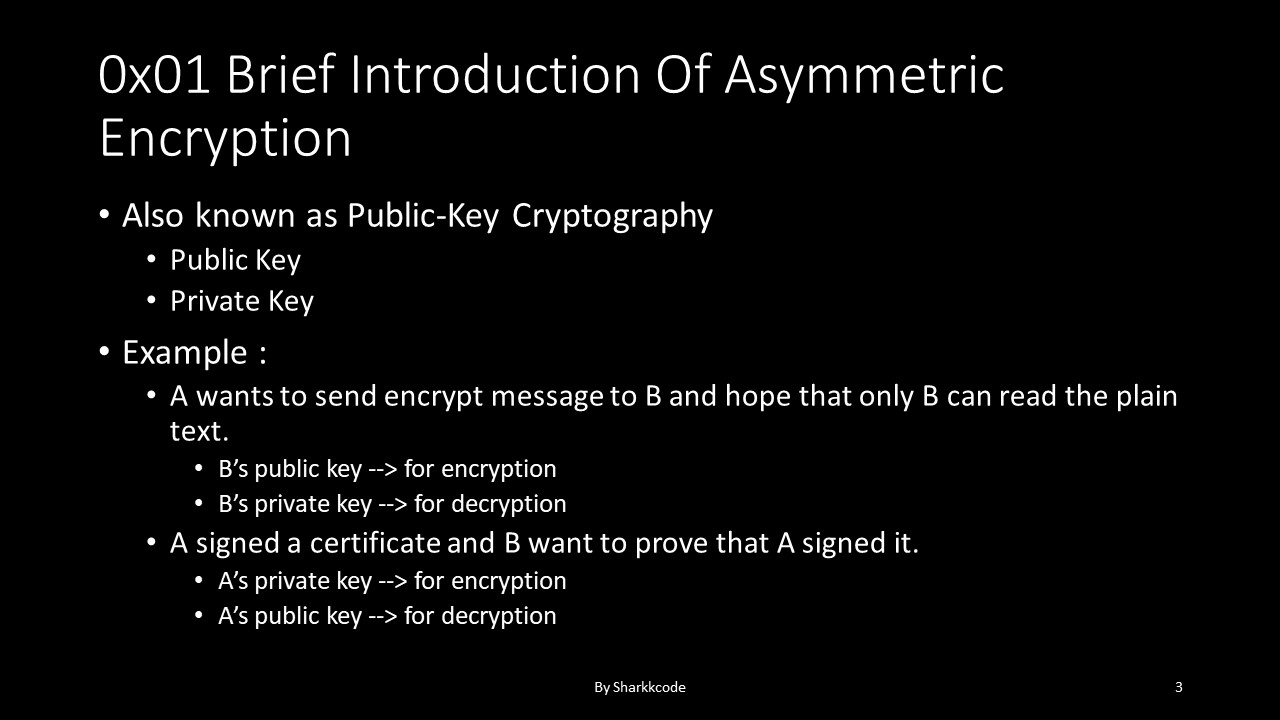 0x01 Brief Introduction Of Asymmetric
Encryption
• Also known as Public-Key Cryptography
• Public Key
• Private Key
• Example :
• A wants to send encrypt message to B and hope that only B can read the plain
text.
• B’s public key --> for encryption
• B’s private key --> for decryption
• A signed a certificate and B want to prove that A signed it.
• A’s private key --> for encryption
• A’s public key --> for decryption
By Sharkkcode
3